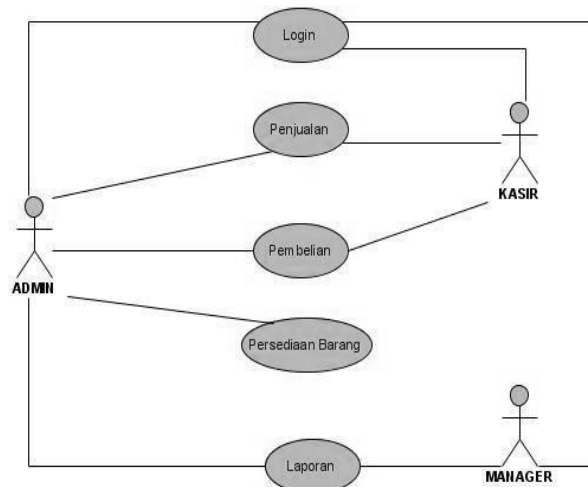 Login
Penjualan
KASIR
Pembelian
ADMIN
Persediaan Barang
Laporan
MANAGER